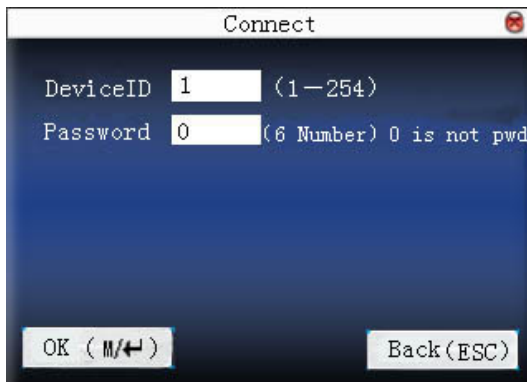 Connect
DeviceID 1 (1－254)
Password 0 (6 Number) 0 is not pwd
OK (M/↵) Back(ESC)